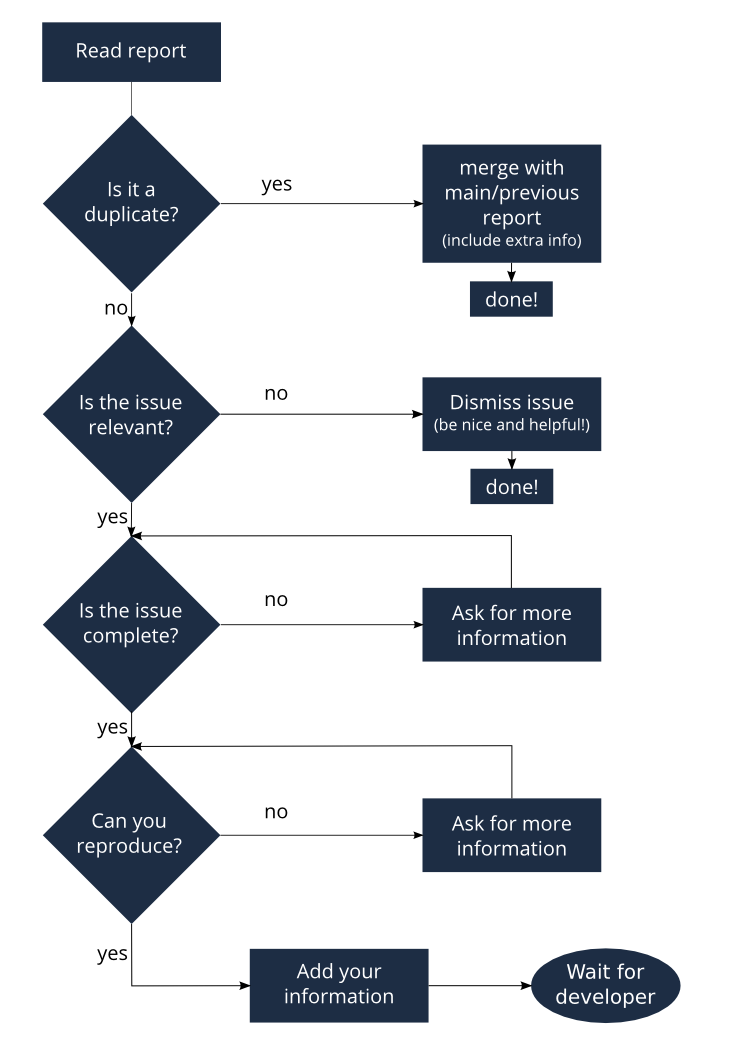 Read report
Is it a
duplicate?
yes
merge with
main/previous
report
(include extra info)
done!
no
Is the issue
relevant?
no
Dismiss issue
(be nice and helpful!)
done!
yes
Is the issue
complete?
no
Ask for more
information
yes
Can you
reproduce?
no
Ask for more
information
yes
Add your
information
Wait for
developer